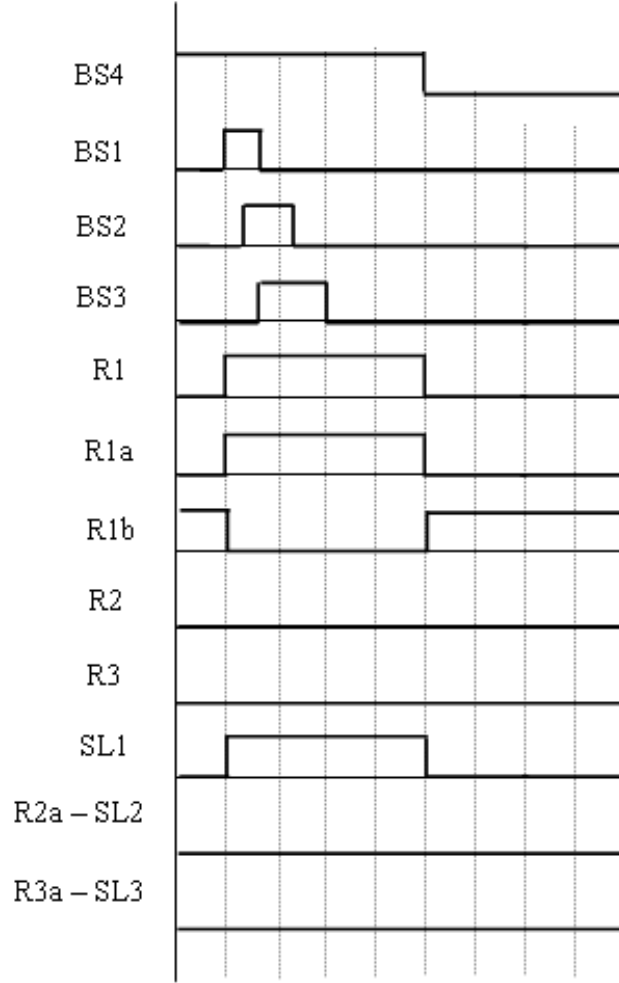 BS4
BS1
BS2
BS3
R1
R1a
R1b
R2
R3
SL1
R2a – SL2
R3a – SL3